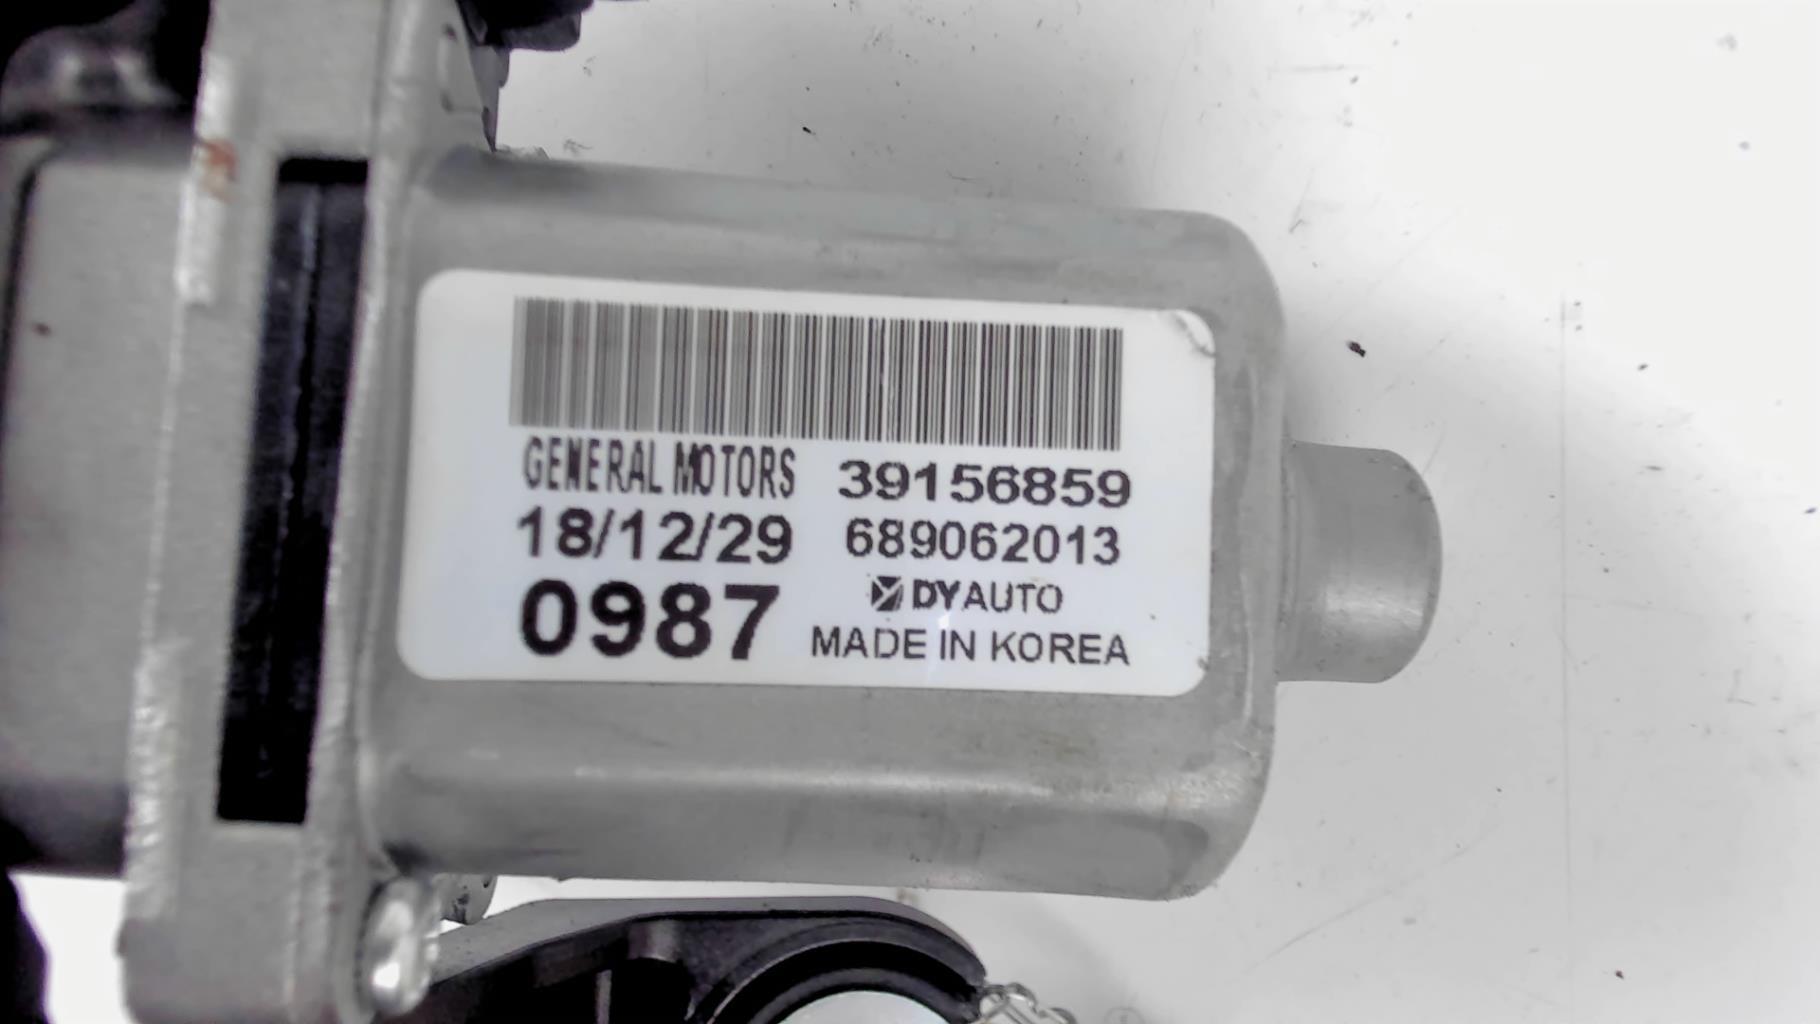 GENERAL MOTORS 39156859
18/12/29 689062013
0987 DYAUTO
MADE IN KOREA